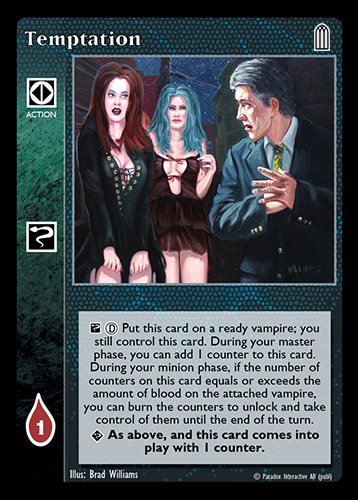 Temptation
ACTION
Ⓓ Put this card on a ready vampire; you
still control this card. During your master
phase, you can add 1 counter to this card.
During your minion phase, if the number of
counters on this card equals or exceeds the
amount of blood on the attached vampire,
you can burn the counters to unlock and take
control of them until the end of the turn.
As above, and this card comes into
play with 1 counter.
1
WILLIAMS
Illus: Brad Williams
© Paradox Interactive AB (publ)